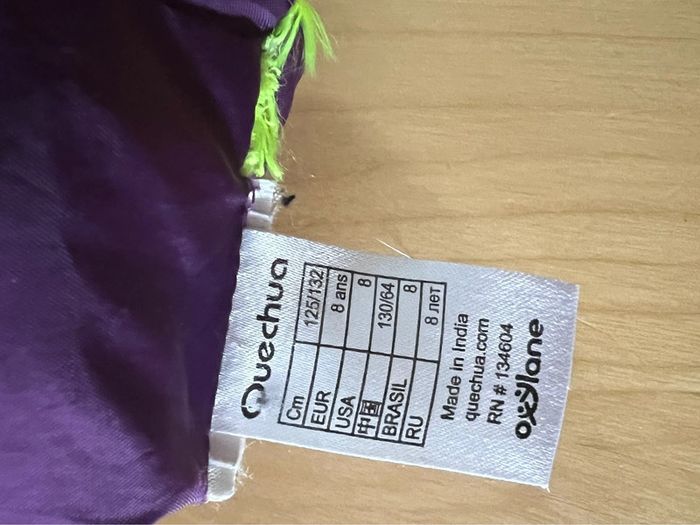 Quechua
Cm 125/132
EUR 8 ans
USA 8
中国 130/64
BRASIL 8
RU 8 лет
Made in India
quechua.com
RN # 134604
oxylane